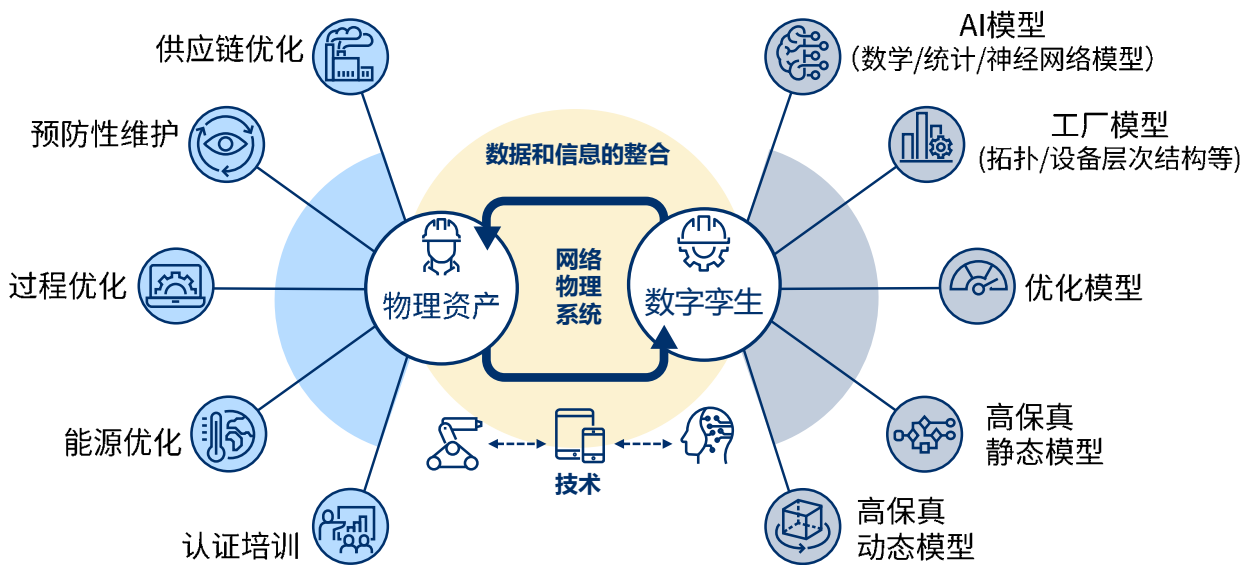 供应链优化
预防性维护
过程优化
能源优化
认证培训
数据和信息的整合
物理资产
网络
物理
系统
数字孪生
技术
AI模型
（数学/统计/神经网络模型）
工厂模型
(拓扑/设备层次结构等)
优化模型
高保真
静态模型
高保真
动态模型